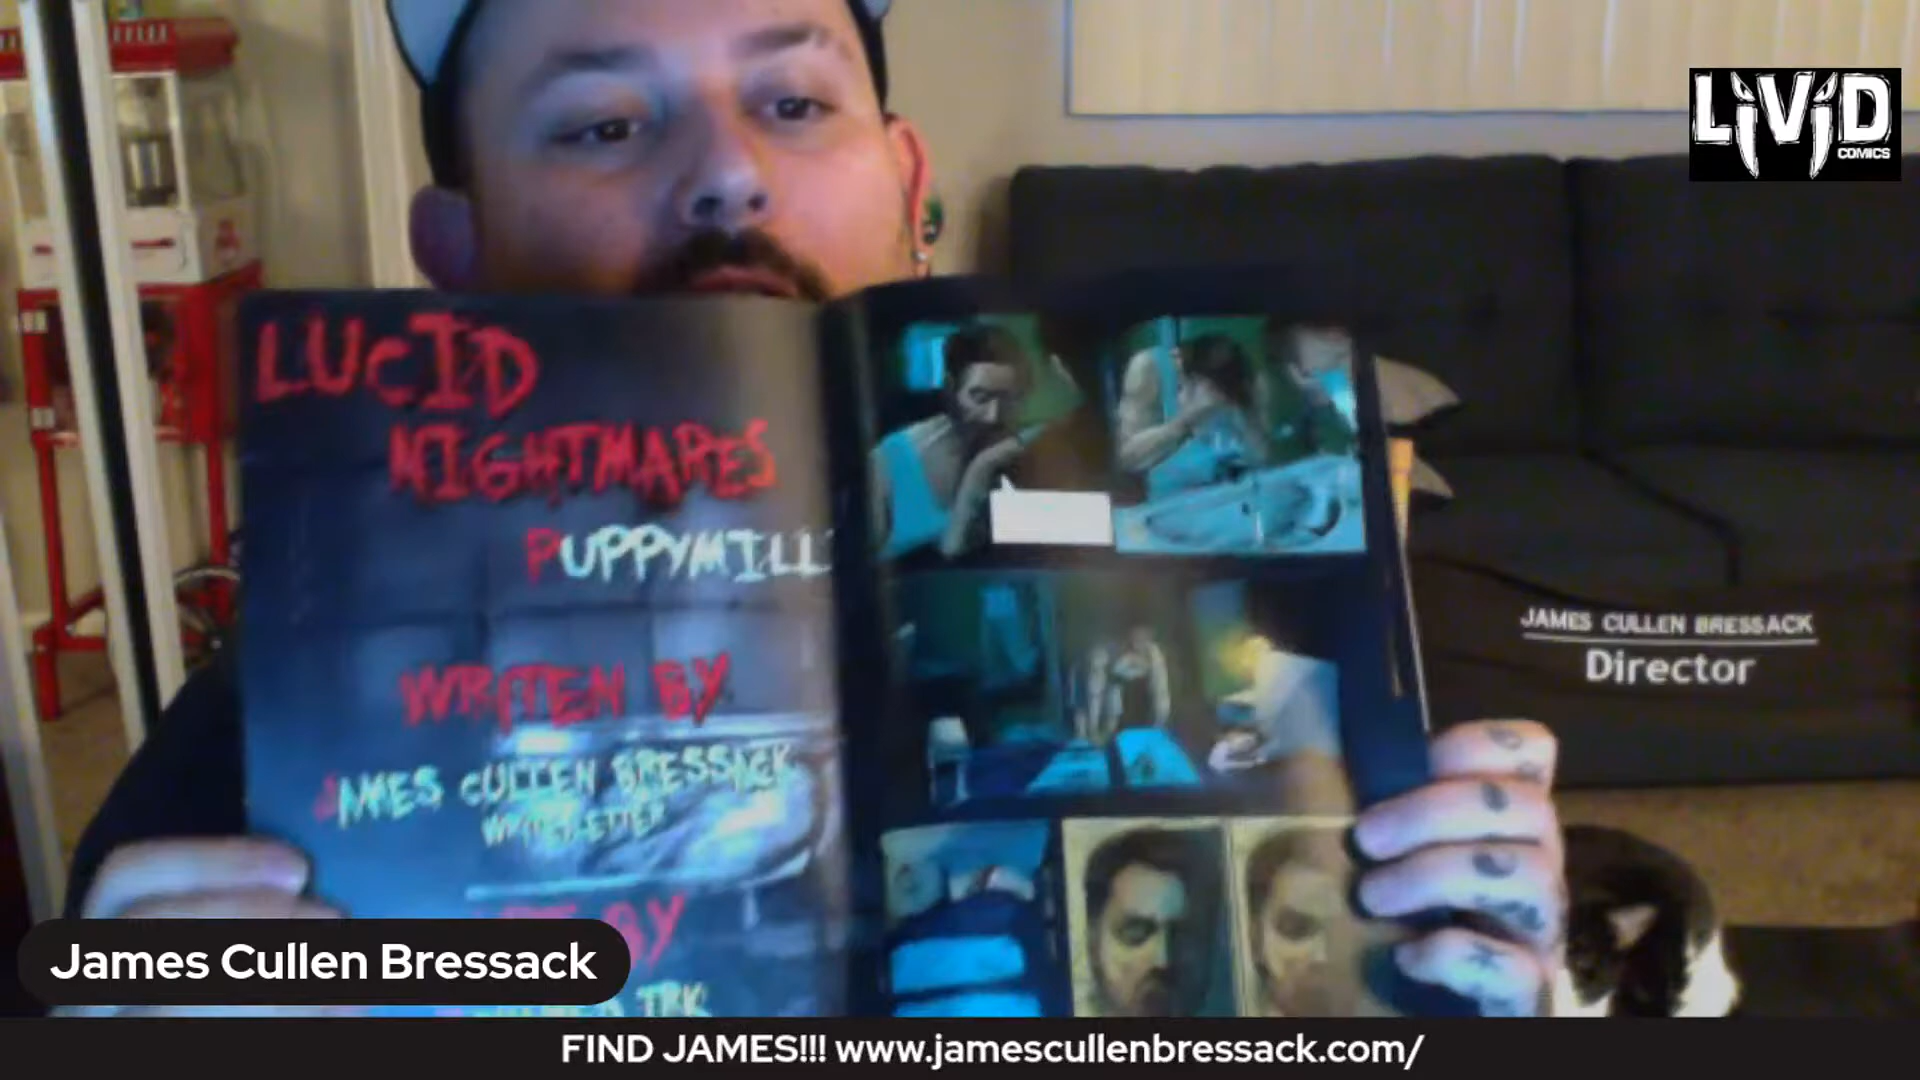 LiViD
COMICS
LUCID
NIGHTMARES
PUPPYMILL
WRITTEN BY
JAMES CULLEN BRESSACK
BY
JAMES CULLEN BRESSACK
Director
James Cullen Bressack
FIND JAMES!!! www.jamescullenbressack.com/